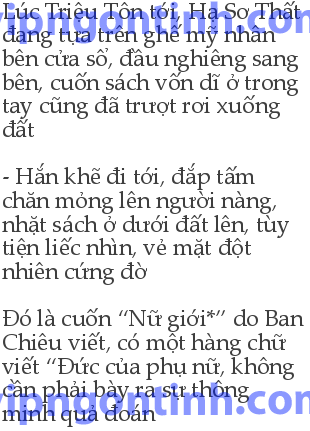 Lúc Triệu Tôn tới, Hạ Sơ Thất
đang tựa trên ghế mỹ nhân
bên cửa sổ, đầu nghiêng sang
bên, cuốn sách vốn dĩ ở trong
tay cũng đã trượt rơi xuống
đất
- Hắn khẽ đi tới, đắp tấm
chăn mỏng lên người nàng,
nhặt sách ở dưới đất lên, tùy
tiện liếc nhìn, vẻ mặt đột
nhiên cứng đờ
Đó là cuốn “Nữ giới*” do Ban
Chiêu viết, có một hàng chữ
viết “Đức của phụ nữ, không
cần phải bày ra sự thông
minh quả đoán
vipngontinh.com
vipngontinh.com